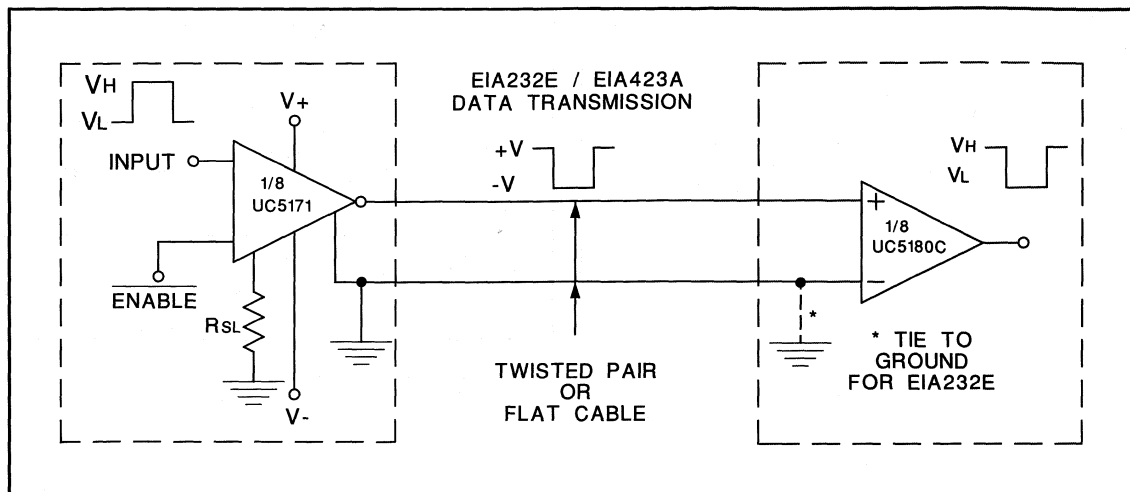 EIA232E / EIA423A
DATA TRANSMISSION
VH
VL
V+
INPUT
1/8
UC5171
ENABLE
RSL
V-
+V
-V
TWISTED PAIR
OR
FLAT CABLE
VH
VL
+
1/8
UC5180C
-
*
* TIE TO
GROUND
FOR EIA232E